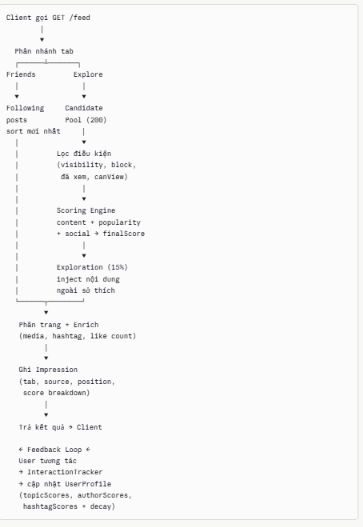 Client gọi GET /feed
Phân nhánh tab
Friends Explore
Following Candidate
posts Pool (200)
sort mới nhất
Lọc điều kiện
(visibility, block,
đã xem, canView)
Scoring Engine
content + popularity
+ social → finalScore
Exploration (15%)
inject nội dung
ngoài sở thích
Phân trang + Enrich
(media, hashtag, like count)
Ghi Impression
(tab, source, position,
score breakdown)
Trả kết quả → Client
← Feedback Loop ←
User tương tác
→ InteractionTracker
→ cập nhật UserProfile
(topicScores, authorScores,
hashtagScores + decay)